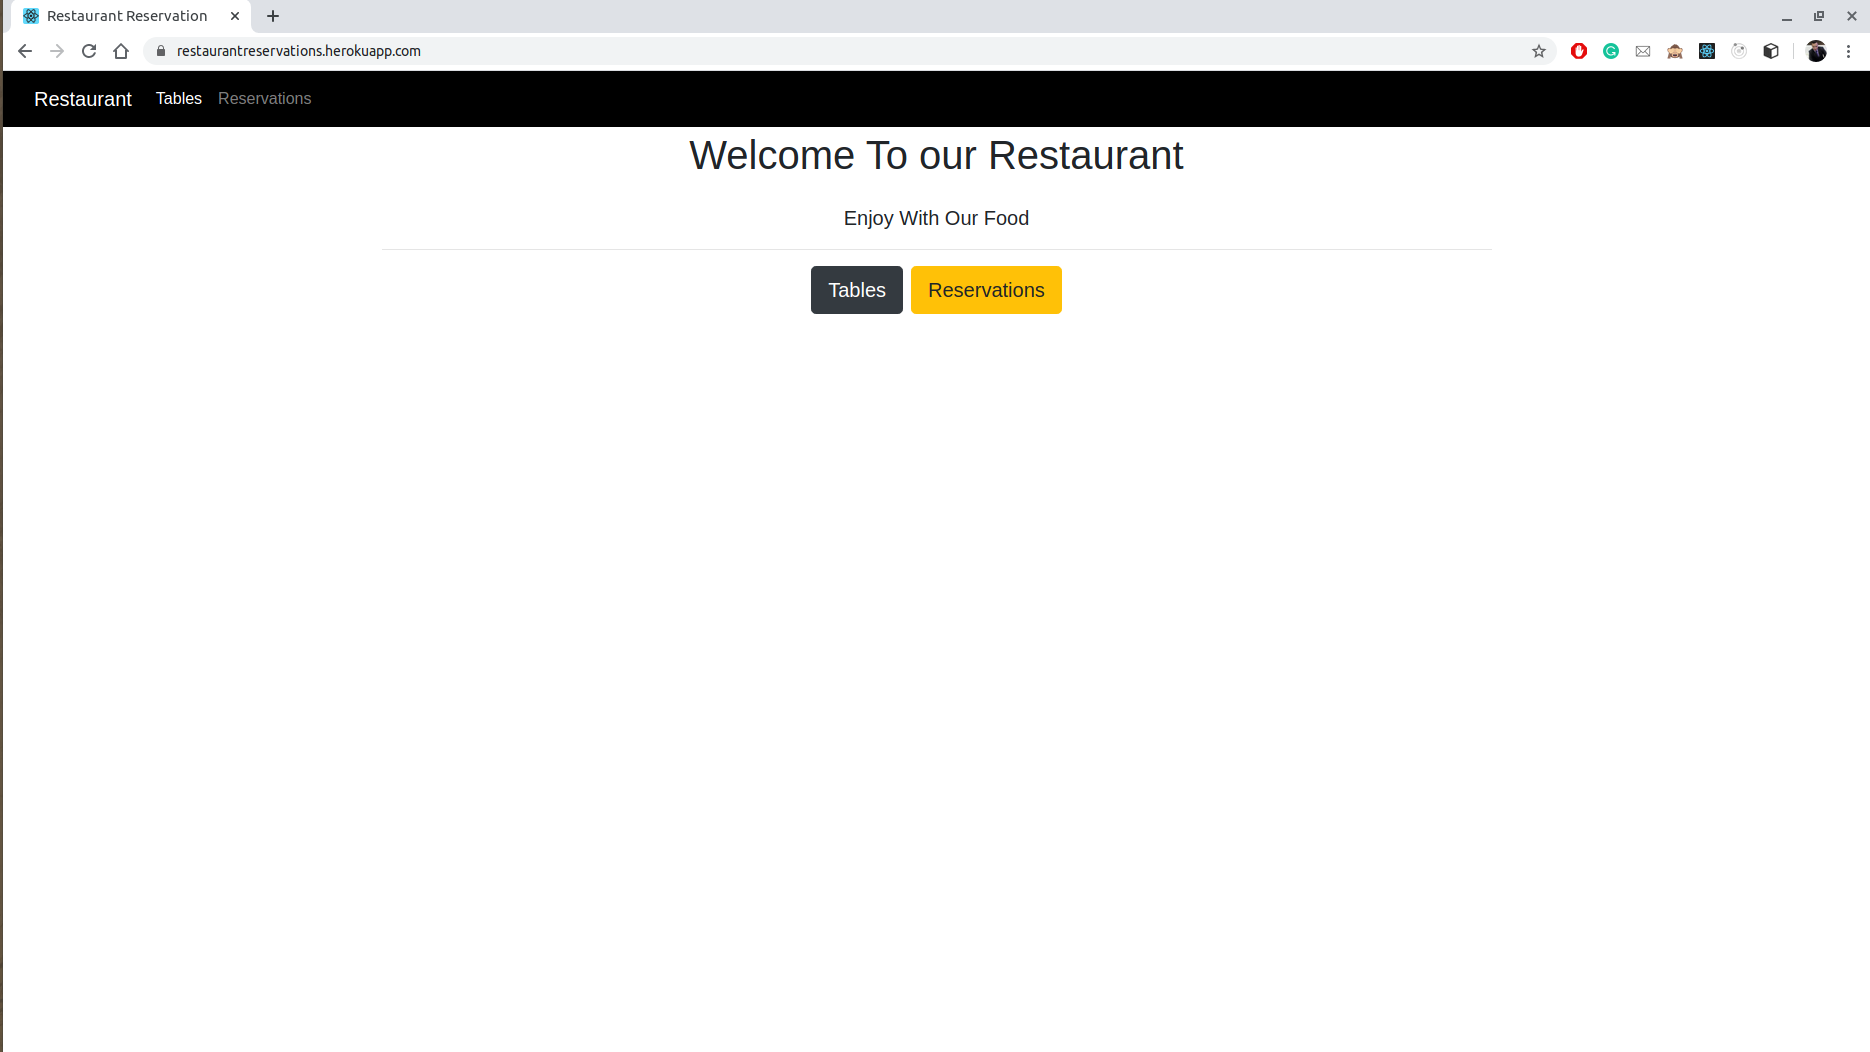 Restaurant Reservation
restaurantreservations.herokuapp.com
Restaurant Tables Reservations
Welcome To our Restaurant
Enjoy With Our Food
Tables Reservations